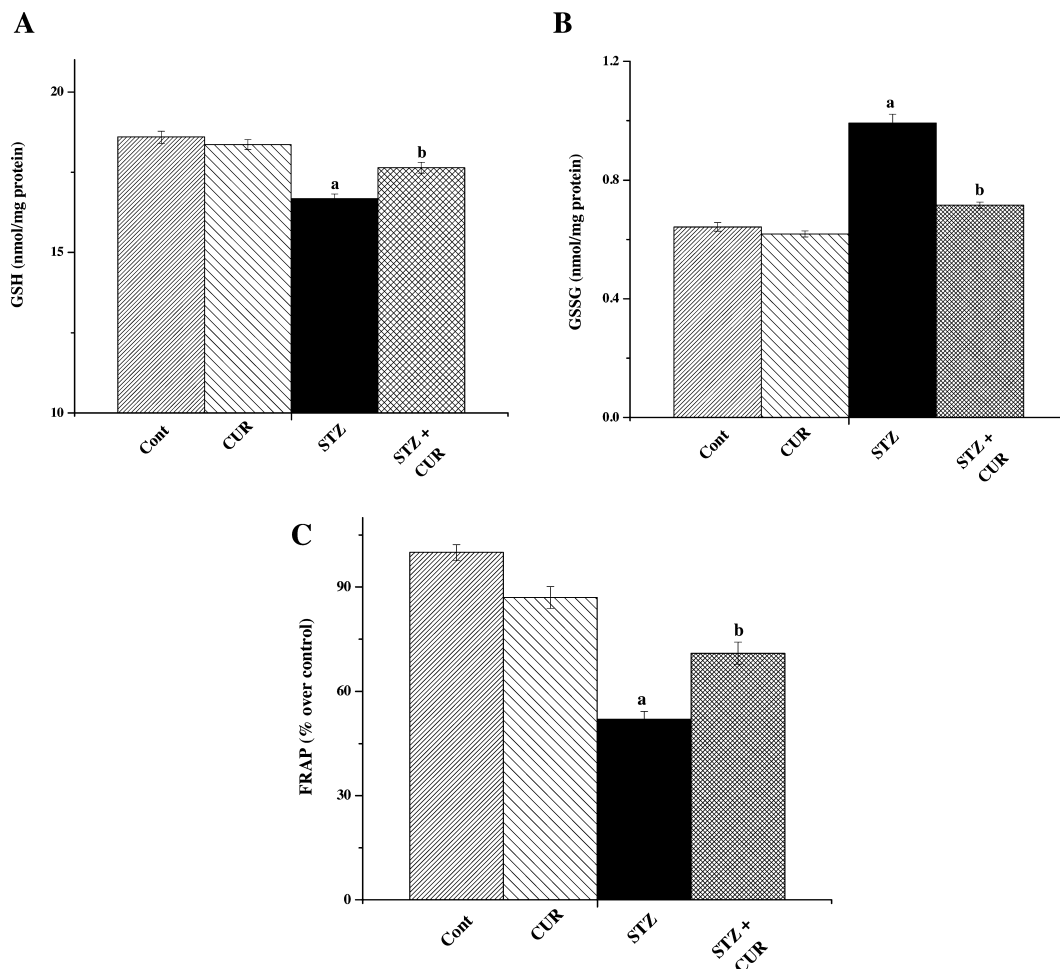 A
GSH (nmol/mg protein)
20
15
10
a
b
Cont
CUR
STZ
STZ +
CUR
B
GSSG (nmol/mg protein)
1.2
0.8
0.4
0.0
a
b
Cont
CUR
STZ
STZ +
CUR
C
FRAP (% over control)
90
60
30
0
a
b
Cont
CUR
STZ
STZ +
CUR